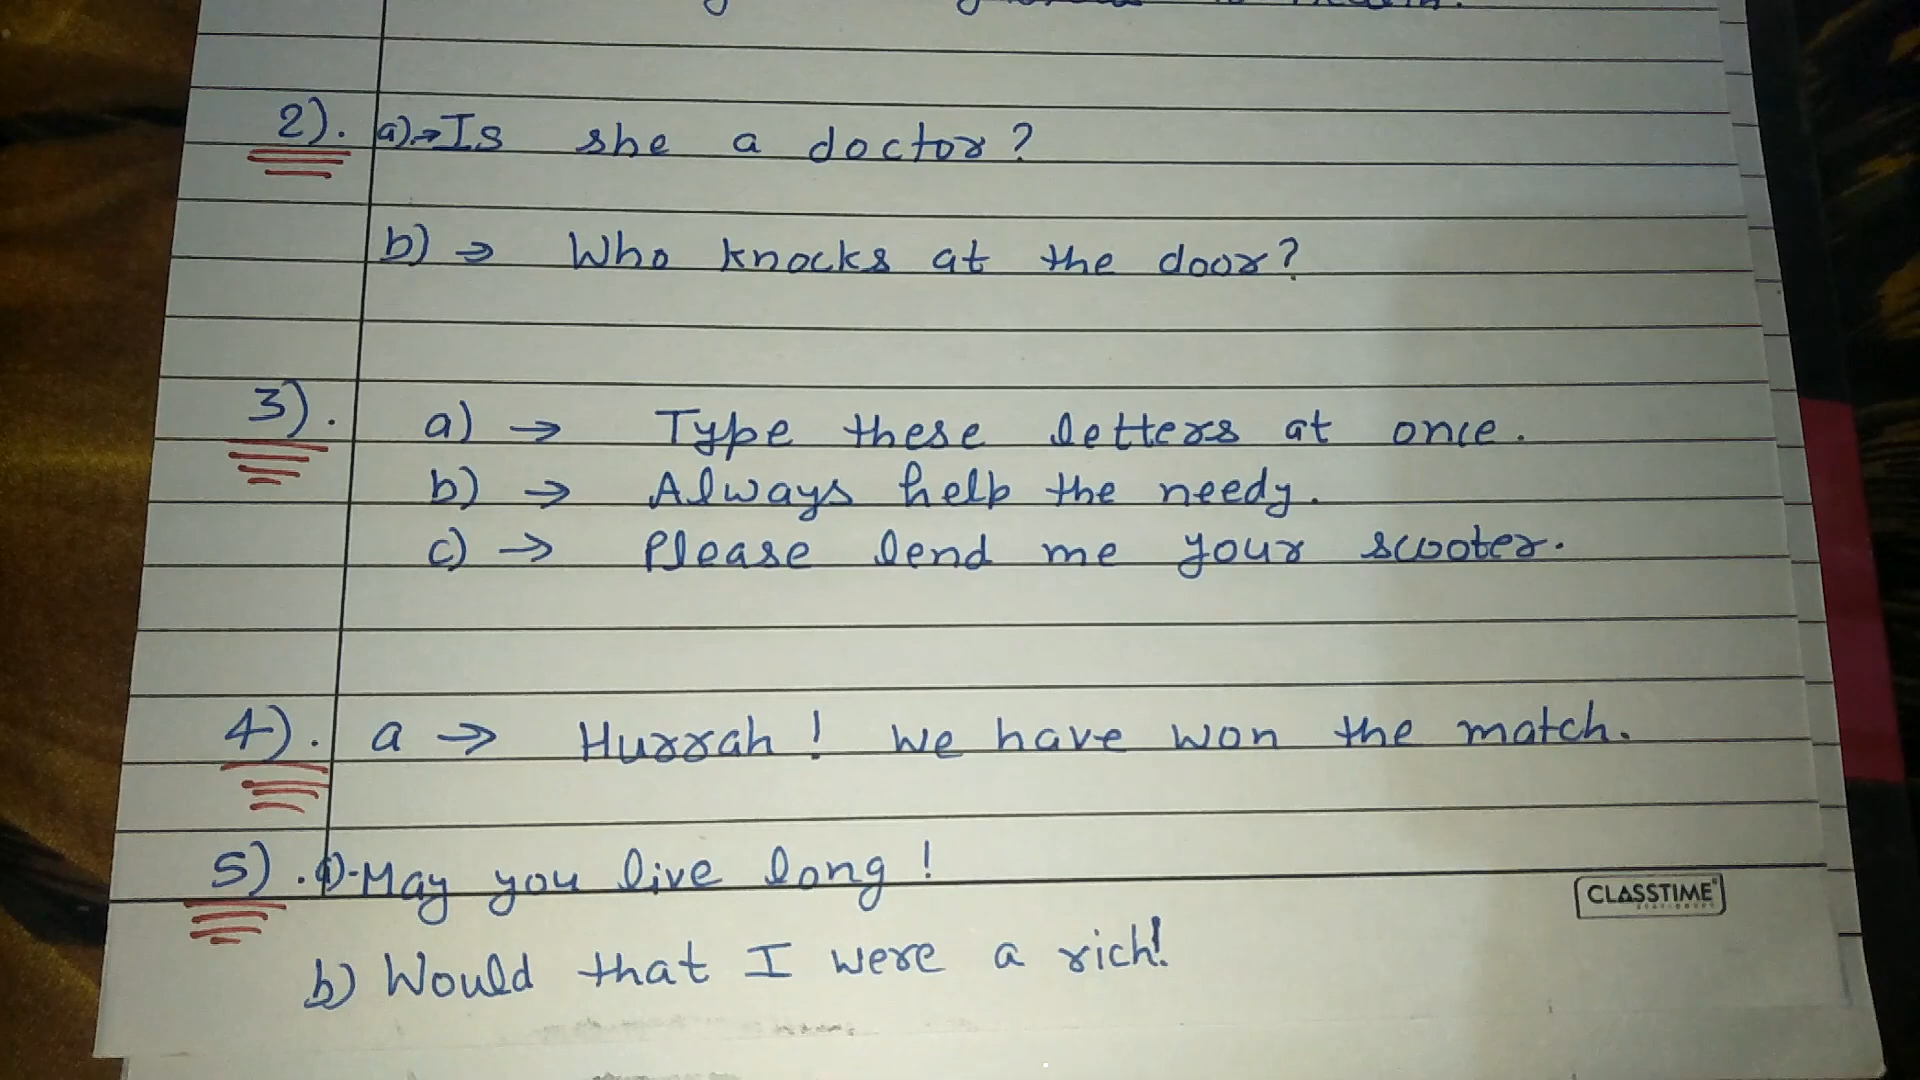 2). a)→ Is she a doctor?
b) → Who knocks at the door?
3). a) → Type these letters at once.
b) → Always help the needy.
c) → Please lend me your scooter.
4). a → Hurrah! We have won the match.
5). a)-May you live long!
CLASSTIME
b) Would that I were a rich!